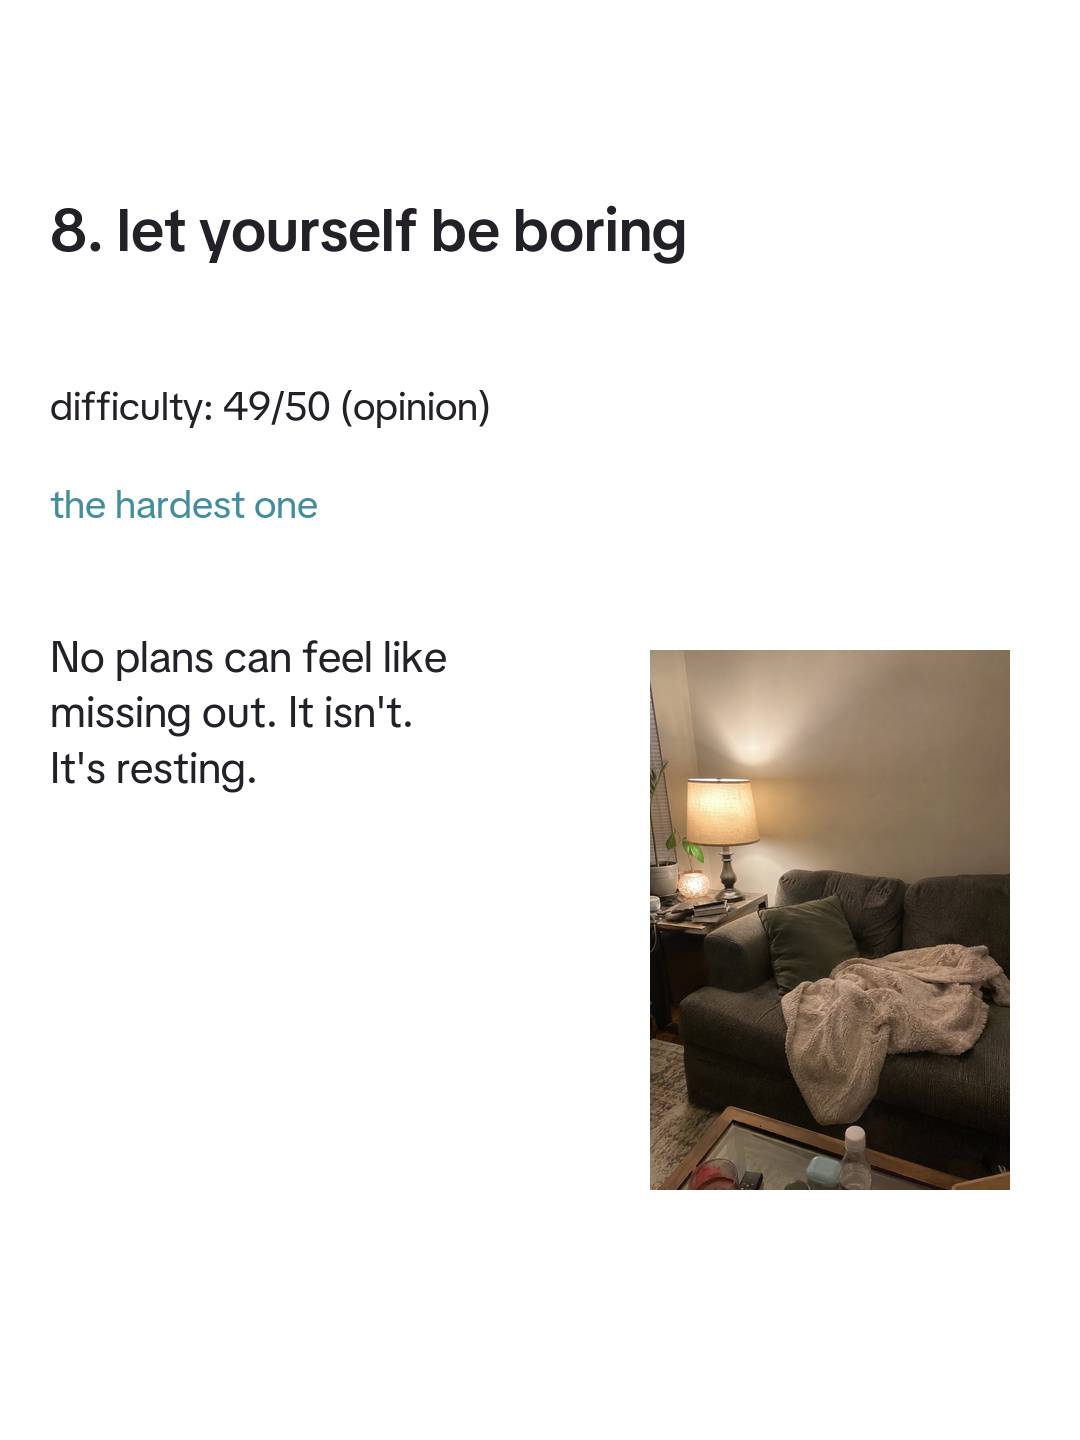 8. let yourself be boring
difficulty: 49/50 (opinion)
the hardest one
No plans can feel like
missing out. It isn't.
It's resting.